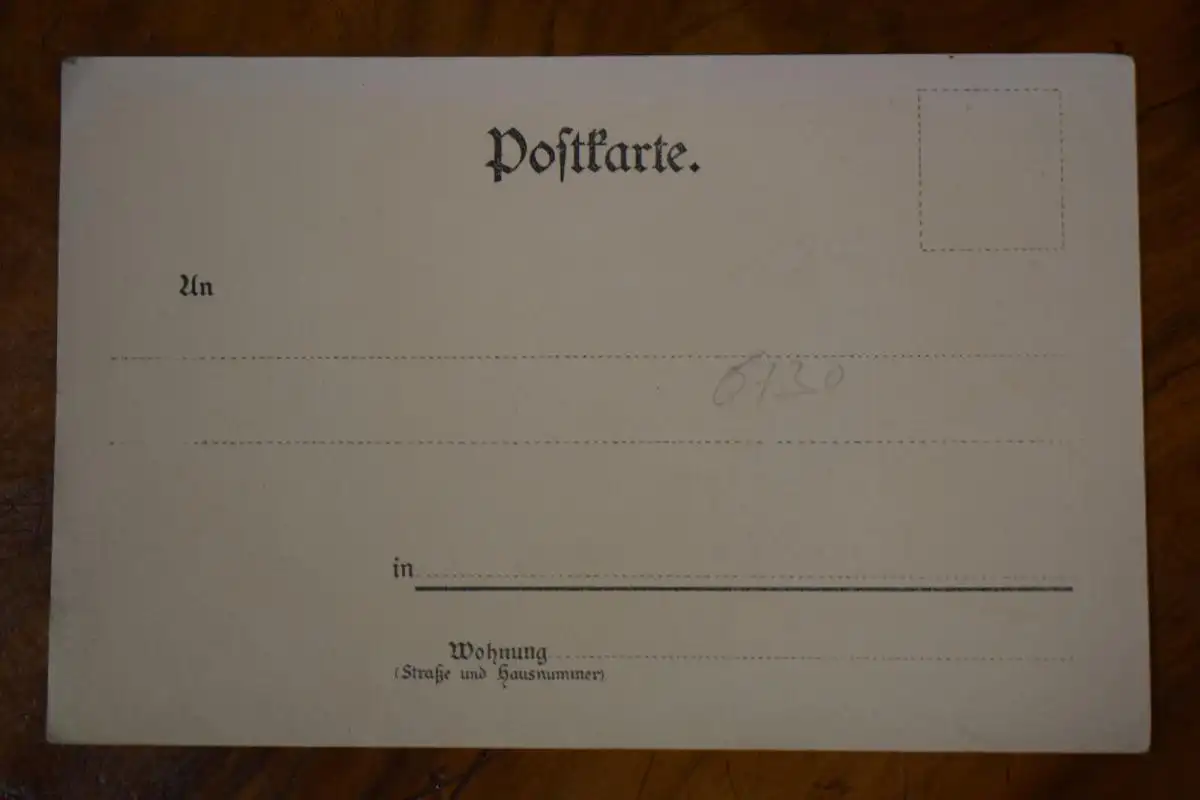 Poſtkarte.
An
6130
in
Wohnung
(Straße und Hausnummer)